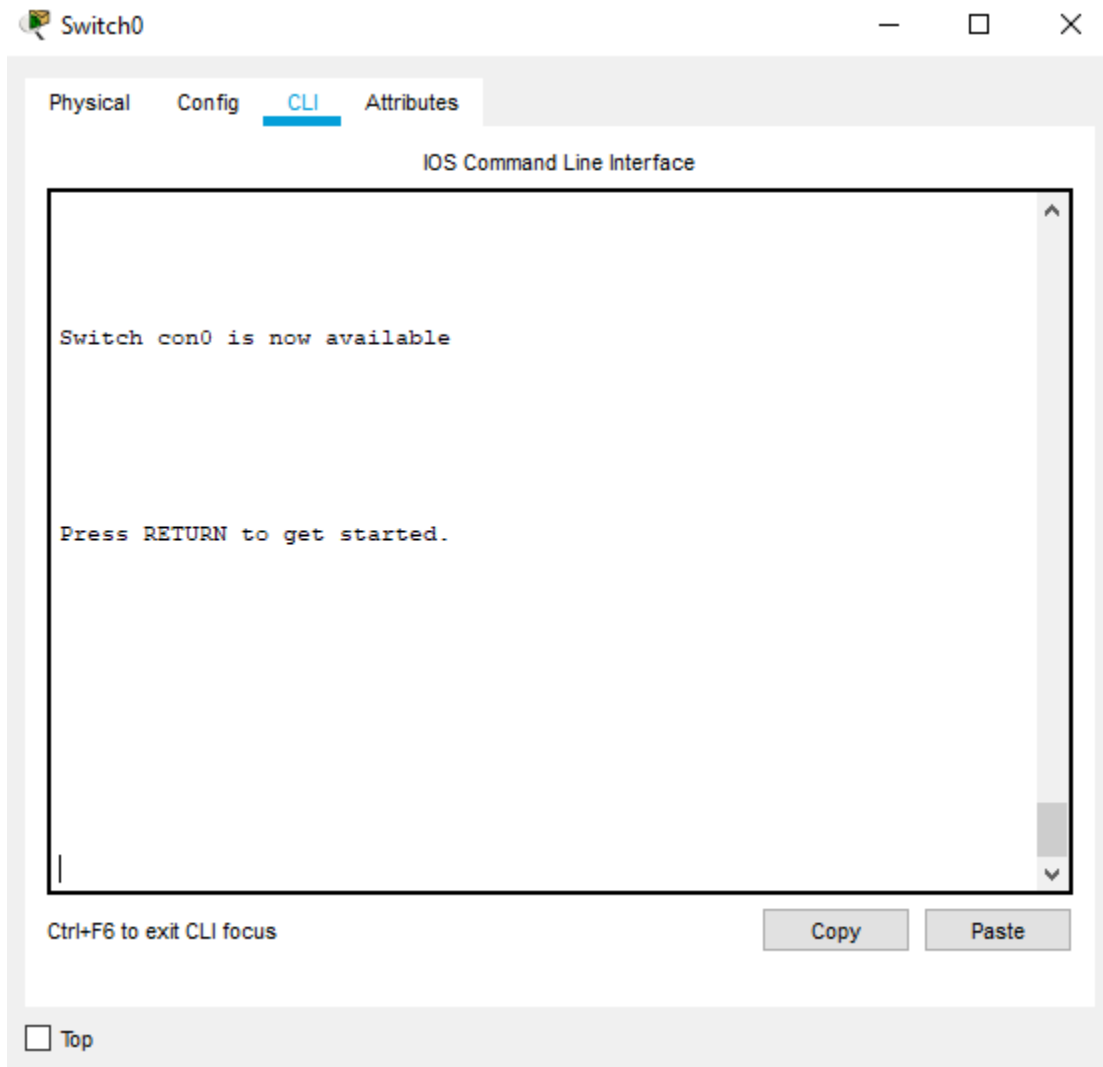 Switch0
Physical Config CLI Attributes
IOS Command Line Interface
Switch con0 is now available
Press RETURN to get started.
Ctrl+F6 to exit CLI focus Copy Paste
Top